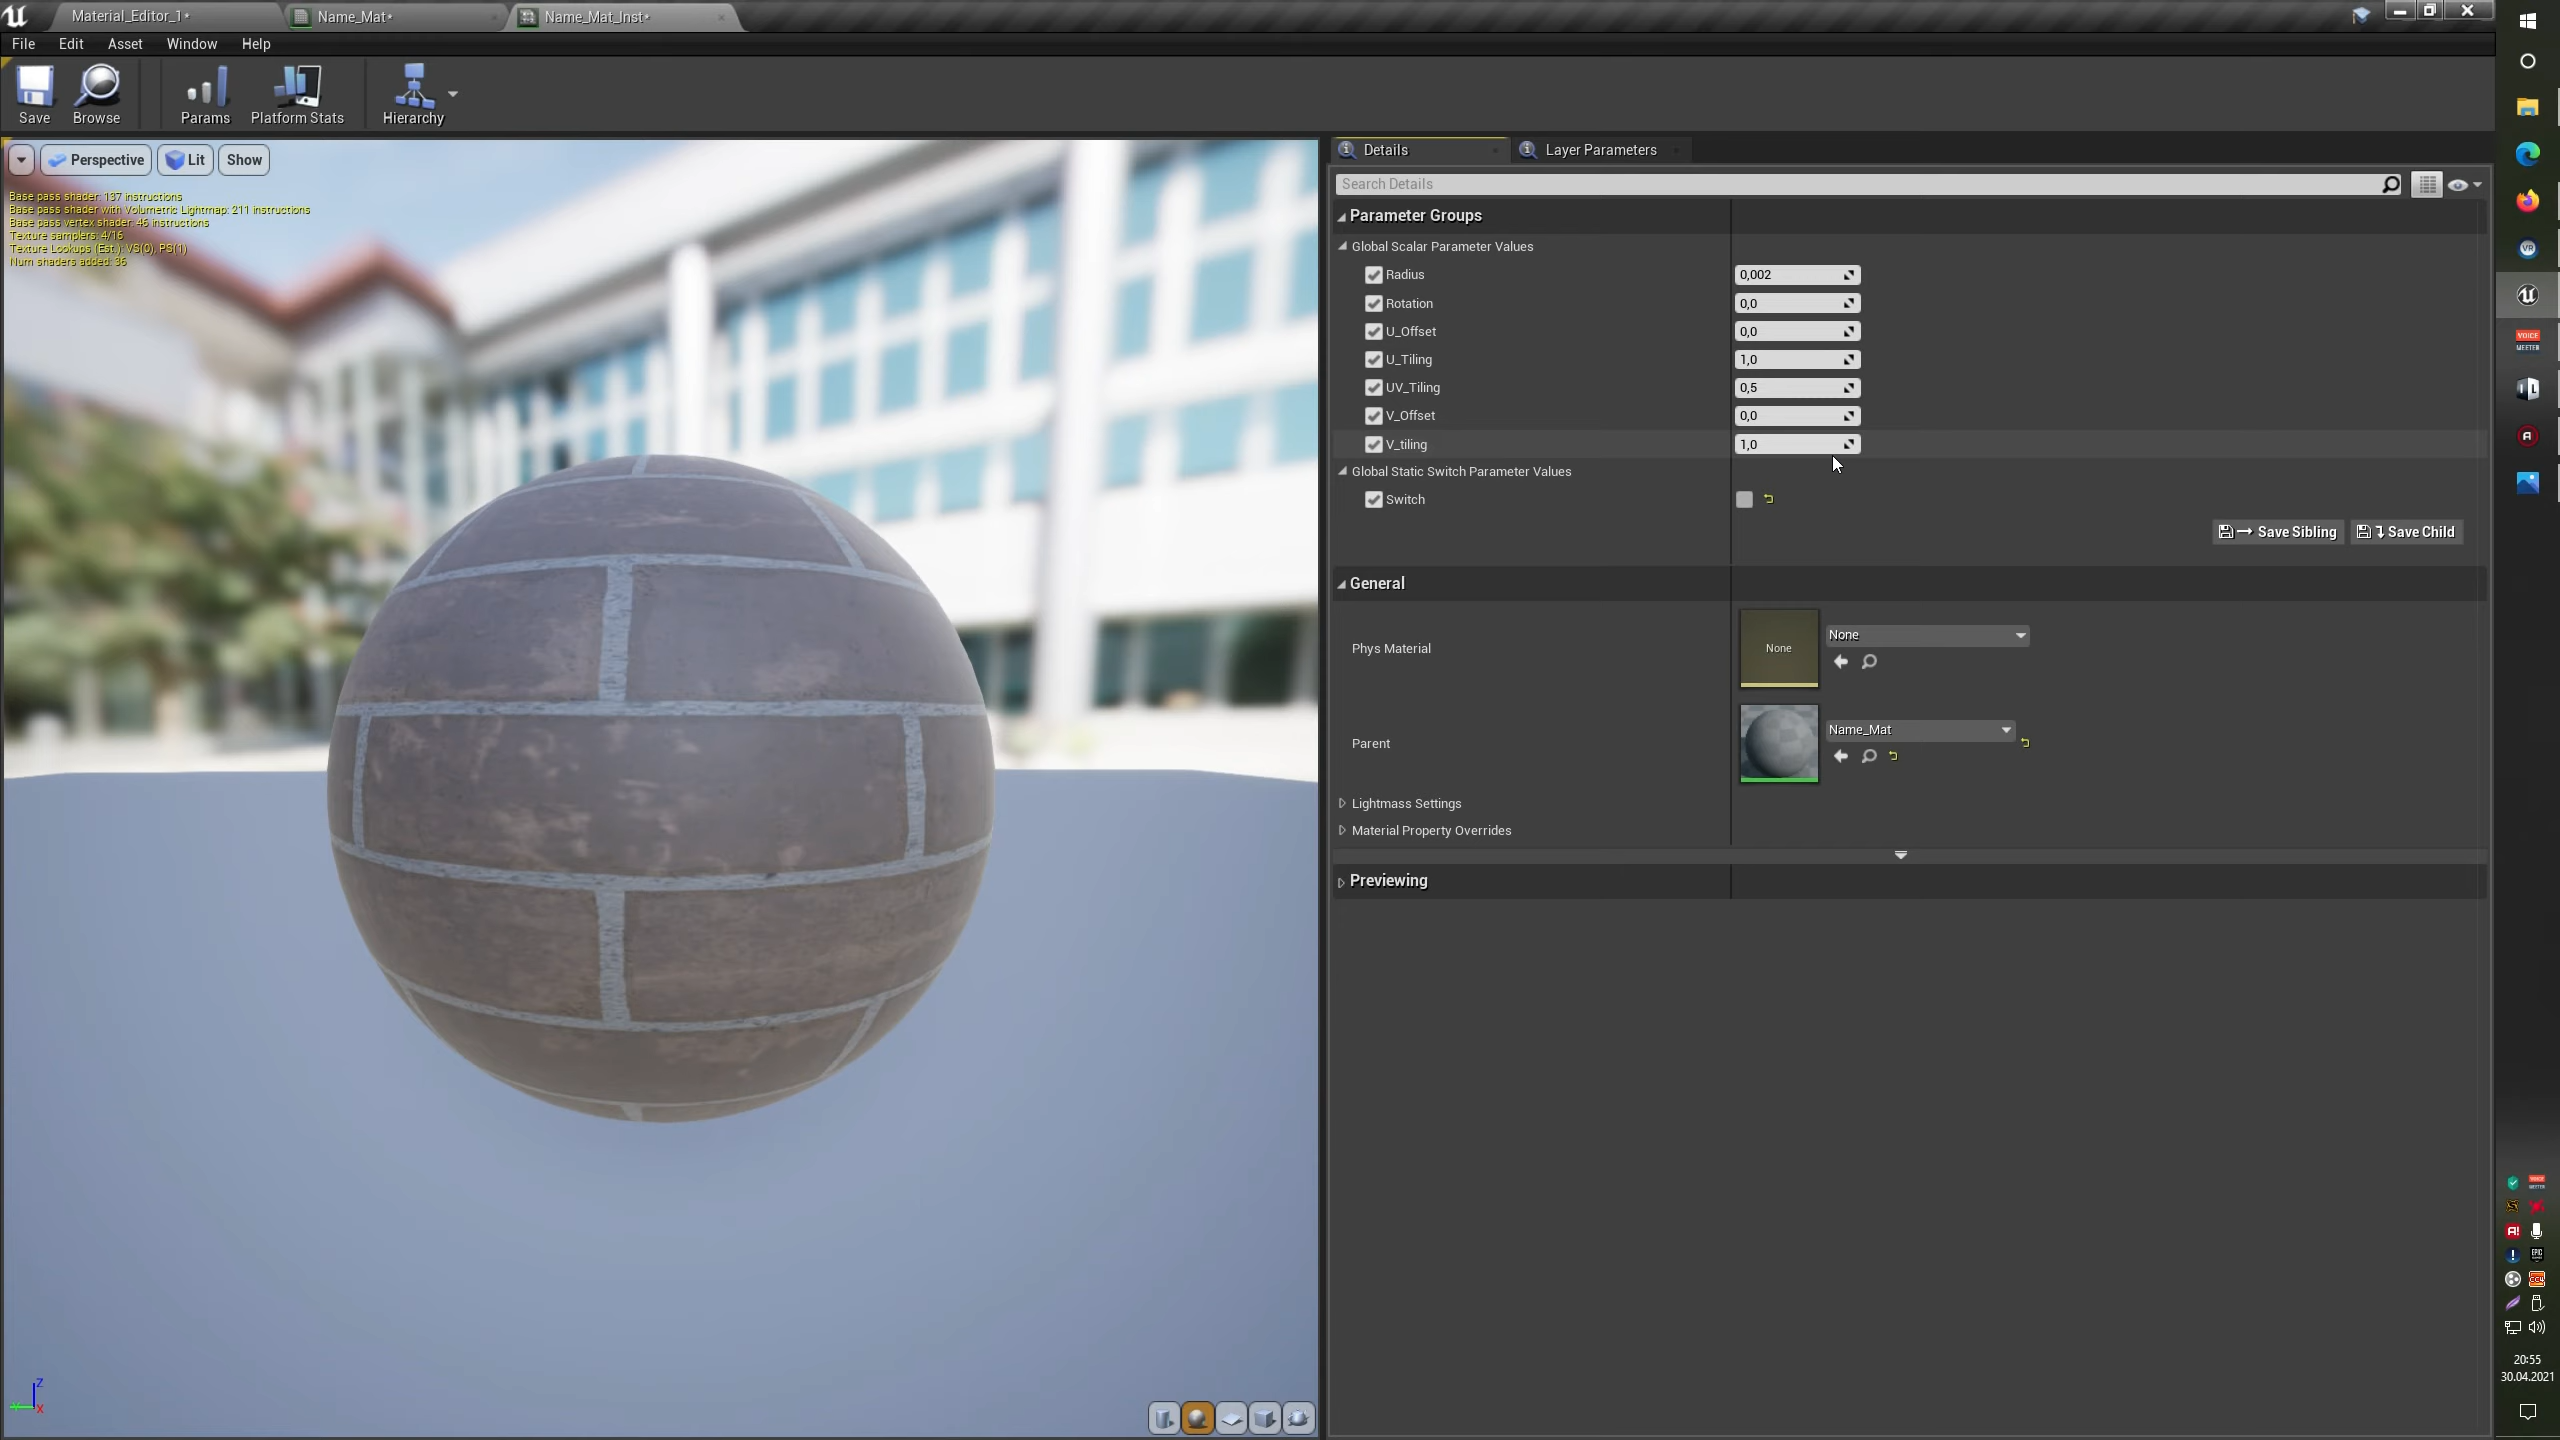 Material_Editor_1*
Name_Mat*
Name_Mat_Inst*
File Edit Asset Window Help
Save Browse Params Platform Stats Hierarchy
Perspective Lit Show
Base pass shader: 137 instructions
Base pass shader with Volumetric Lightmap: 211 instructions
Base pass vertex shader: 46 instructions
Texture samplers: 4/16
Texture Lookups (Est.): VS(0), PS(1)
Num shaders added: 36
Z
X
Details
Layer Parameters
Search Details
Parameter Groups
Global Scalar Parameter Values
Radius 0,002
Rotation 0,0
U_Offset 0,0
U_Tiling 1,0
UV_Tiling 0,5
V_Offset 0,0
V_tiling 1,0
Global Static Switch Parameter Values
Switch
Save Sibling Save Child
General
Phys Material None None
Parent Name_Mat
Lightmass Settings
Material Property Overrides
Previewing
VR
VOICE
MEETER
20:55
30.04.2021